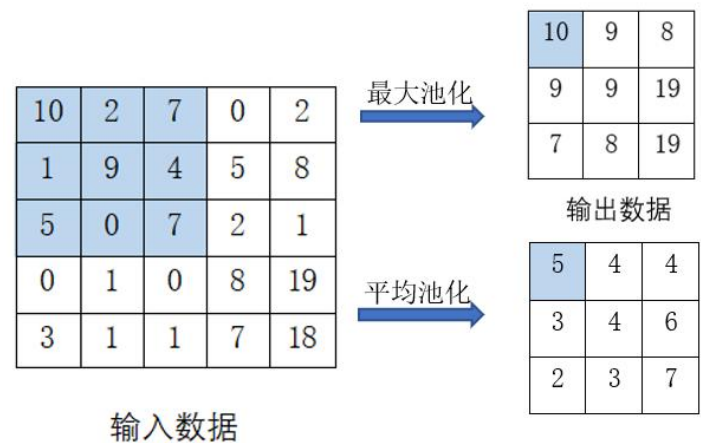 10 2 7 0 2
1 9 4 5 8
5 0 7 2 1
0 1 0 8 19
3 1 1 7 18
输入数据
最大池化
10 9 8
9 9 19
7 8 19
输出数据
平均池化
5 4 4
3 4 6
2 3 7